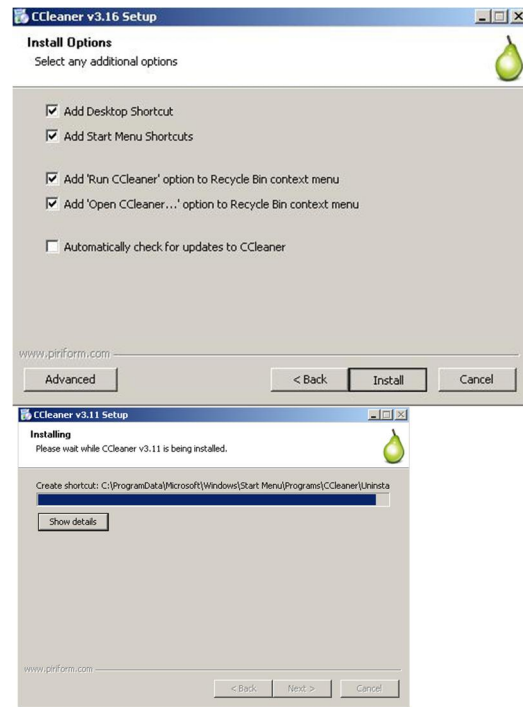 CCleaner v3.16 Setup
Install Options
Select any additional options
Add Desktop Shortcut
Add Start Menu Shortcuts
Add 'Run CCleaner' option to Recycle Bin context menu
Add 'Open CCleaner...' option to Recycle Bin context menu
Automatically check for updates to CCleaner
www.piriform.com
Advanced
< Back
Install
Cancel
CCleaner v3.11 Setup
Installing
Please wait while CCleaner v3.11 is being installed.
Create shortcut: C:\ProgramData\Microsoft\Windows\Start Menu\Programs\CCleaner\Uninsta
Show details
www.piriform.com
< Back
Next >
Cancel